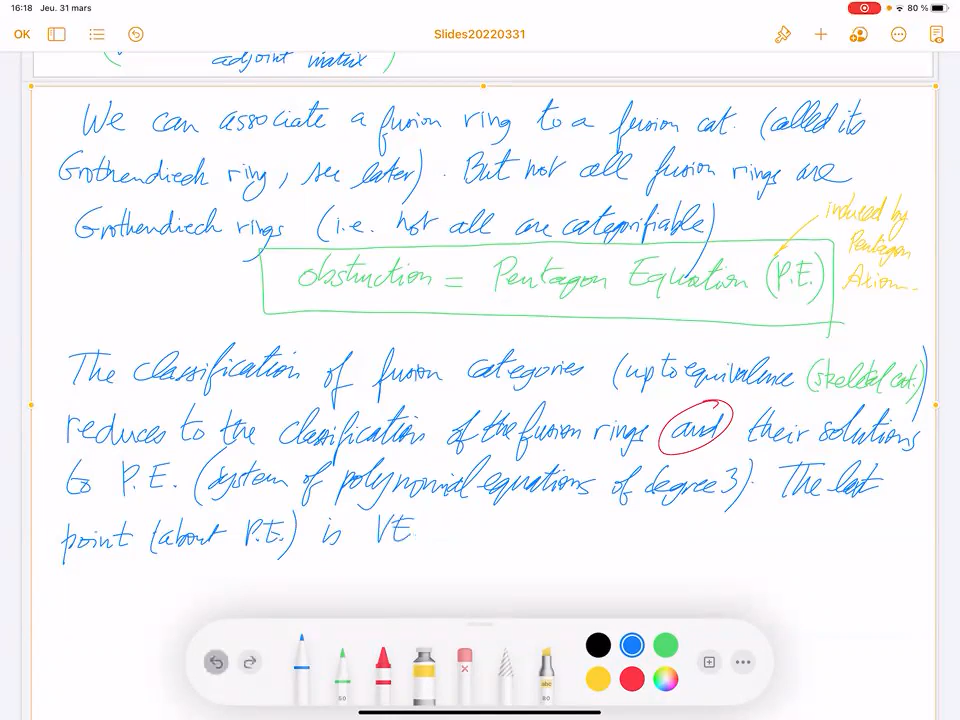 16:18 Jeu. 31 mars
80 %
OK
Slides20220331
adjoint matrix )
We can associate a fusion ring to a fusion cat. (called its
Grothendieck ring, see later). But not all fusion rings are
Grothendieck rings (i.e. not all are categorifiable)
induced by
Pentagon
Axiom.
obstruction = Pentagon Equation (P.E.)
The classification of fusion categories (up to equivalence (skeletal cat.)
reduces to the classification of the fusion rings and their solutions
to P.E. (system of polynomial equations of degree 3). The last
point (about P.E.) is VE
50
80
abc